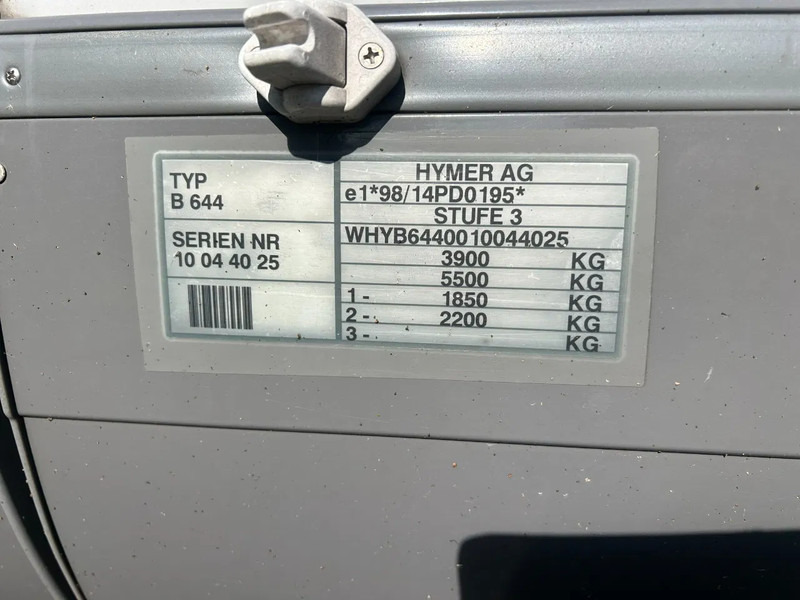 TYP
B 644
SERIEN NR
10 04 40 25
HYMER AG
e1*98/14PD0195*
STUFE 3
WHYB6440010044025
3900 KG
5500 KG
1 - 1850 KG
2 - 2200 KG
3 - KG